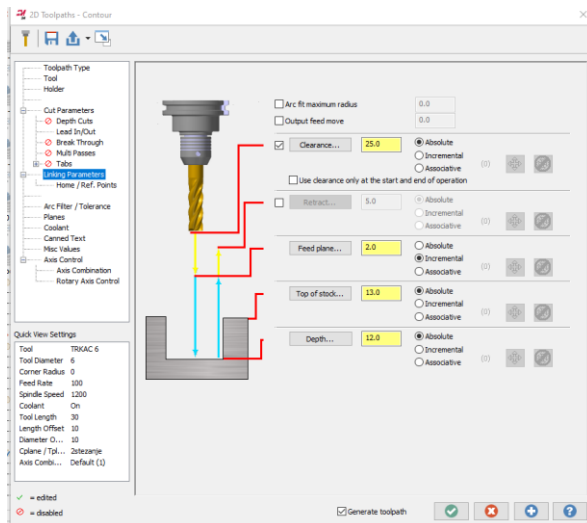 2D Toolpaths - Contour
Toolpath Type
Tool
Holder
Cut Parameters
Depth Cuts
Lead In/Out
Break Through
Multi Passes
Tabs
Linking Parameters
Home / Ref. Points
Arc Filter / Tolerance
Planes
Coolant
Canned Text
Misc Values
Axis Control
Axis Combination
Rotary Axis Control
Quick View Settings
Tool TRKAC 6
Tool Diameter 6
Corner Radius 0
Feed Rate 100
Spindle Speed 1200
Coolant On
Tool Length 30
Length Offset 10
Diameter O... 10
Cplane / Tpl... 2stezanje
Axis Combi... Default (1)
= edited
= disabled
Arc fit maximum radius 0.0
Output feed move 0.0
Clearance... 25.0 Absolute
Incremental
Associative (0)
Use clearance only at the start and end of operation
Retract... 5.0 Absolute
Incremental
Associative
Feed plane... 2.0 Absolute
Incremental
Associative (0)
Top of stock... 13.0 Absolute
Incremental
Associative (0)
Depth... 12.0 Absolute
Incremental
Associative (0)
Generate toolpath